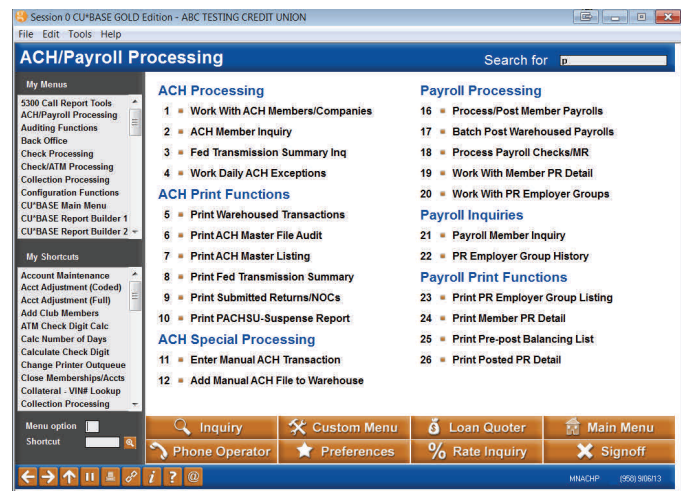 Session 0 CU*BASE GOLD Edition - ABC TESTING CREDIT UNION
File Edit Tools Help
ACH/Payroll Processing
Search for p
My Menus
5300 Call Report Tools
ACH/Payroll Processing
Auditing Functions
Back Office
Check Processing
Check/ATM Processing
Collection Processing
Configuration Functions
CU*BASE Main Menu
CU*BASE Report Builder 1
CU*BASE Report Builder 2
My Shortcuts
Account Maintenance
Acct Adjustment (Coded)
Acct Adjustment (Full)
Add Club Members
ATM Check Digit Calc
Calc Number of Days
Calculate Check Digit
Change Printer Outqueue
Close Memberships/Accts
Collateral - VIN# Lookup
Collection Processing
Menu option
Shortcut
ACH Processing
1 Work With ACH Members/Companies
2 ACH Member Inquiry
3 Fed Transmission Summary Inq
4 Work Daily ACH Exceptions
ACH Print Functions
5 Print Warehoused Transactions
6 Print ACH Master File Audit
7 Print ACH Master Listing
8 Print Fed Transmission Summary
9 Print Submitted Returns/NOCs
10 Print PACHSU-Suspense Report
ACH Special Processing
11 Enter Manual ACH Transaction
12 Add Manual ACH File to Warehouse
Payroll Processing
16 Process/Post Member Payrolls
17 Batch Post Warehoused Payrolls
18 Process Payroll Checks/MR
19 Work With Member PR Detail
20 Work With PR Employer Groups
Payroll Inquiries
21 Payroll Member Inquiry
22 PR Employer Group History
Payroll Print Functions
23 Print PR Employer Group Listing
24 Print Member PR Detail
25 Print Pre-post Balancing List
26 Print Posted PR Detail
Inquiry
Custom Menu
Loan Quoter
Main Menu
Phone Operator
Preferences
Rate Inquiry
Signoff
MNACHP (950) 9/06/13